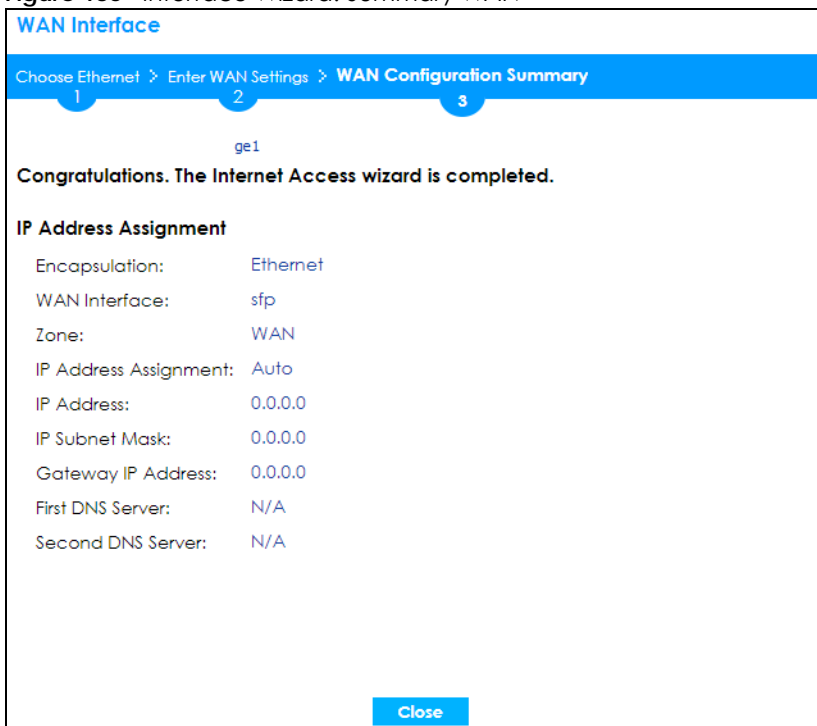 WAN Interface
Choose Ethernet > Enter WAN Settings > WAN Configuration Summary
1 2 3
ge1
Congratulations. The Internet Access wizard is completed.
IP Address Assignment
Encapsulation: Ethernet
WAN Interface: sfp
Zone: WAN
IP Address Assignment: Auto
IP Address: 0.0.0.0
IP Subnet Mask: 0.0.0.0
Gateway IP Address: 0.0.0.0
First DNS Server: N/A
Second DNS Server: N/A
Close